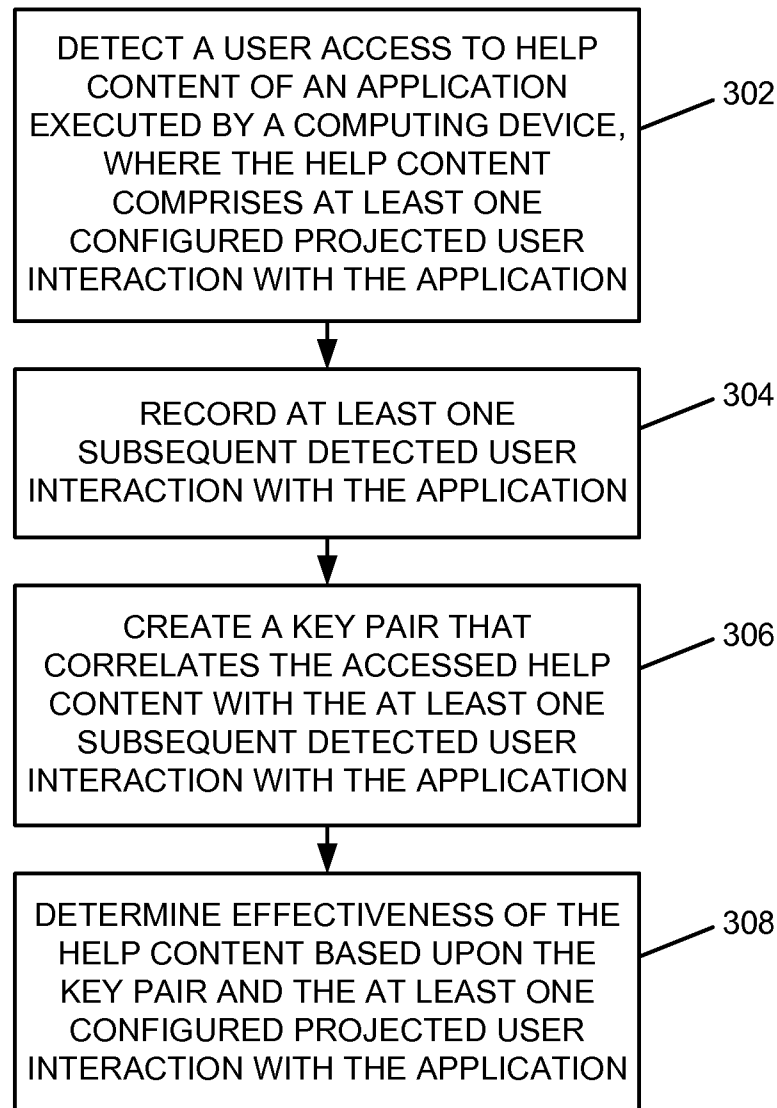 DETECT A USER ACCESS TO HELP
CONTENT OF AN APPLICATION
EXECUTED BY A COMPUTING DEVICE,
WHERE THE HELP CONTENT
COMPRISES AT LEAST ONE
CONFIGURED PROJECTED USER
INTERACTION WITH THE APPLICATION
302
RECORD AT LEAST ONE
SUBSEQUENT DETECTED USER
INTERACTION WITH THE APPLICATION
304
CREATE A KEY PAIR THAT
CORRELATES THE ACCESSED HELP
CONTENT WITH THE AT LEAST ONE
SUBSEQUENT DETECTED USER
INTERACTION WITH THE APPLICATION
306
DETERMINE EFFECTIVENESS OF THE
HELP CONTENT BASED UPON THE
KEY PAIR AND THE AT LEAST ONE
CONFIGURED PROJECTED USER
INTERACTION WITH THE APPLICATION
308